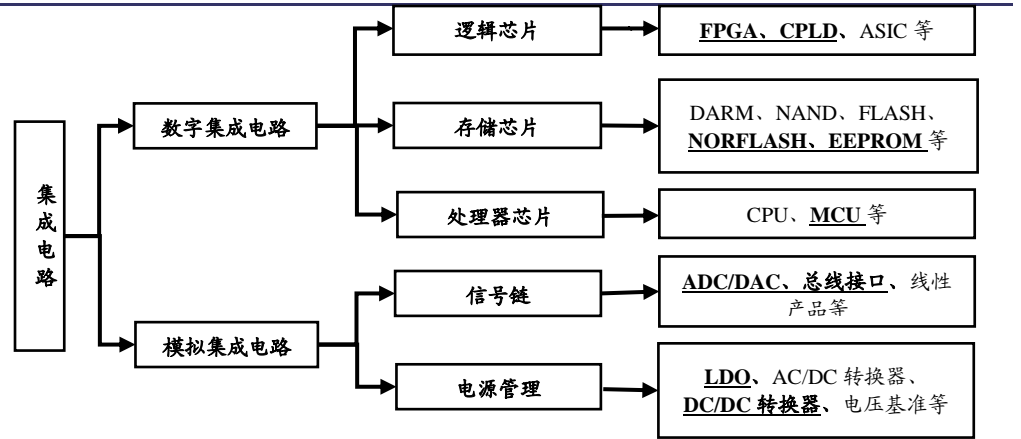 集成电路
数字集成电路
逻辑芯片
FPGA、CPLD、ASIC 等
存储芯片
DARM、NAND、FLASH、
NORFLASH、EEPROM 等
处理器芯片
CPU、MCU 等
模拟集成电路
信号链
ADC/DAC、总线接口、线性
产品等
电源管理
LDO、AC/DC 转换器、
DC/DC 转换器、电压基准等